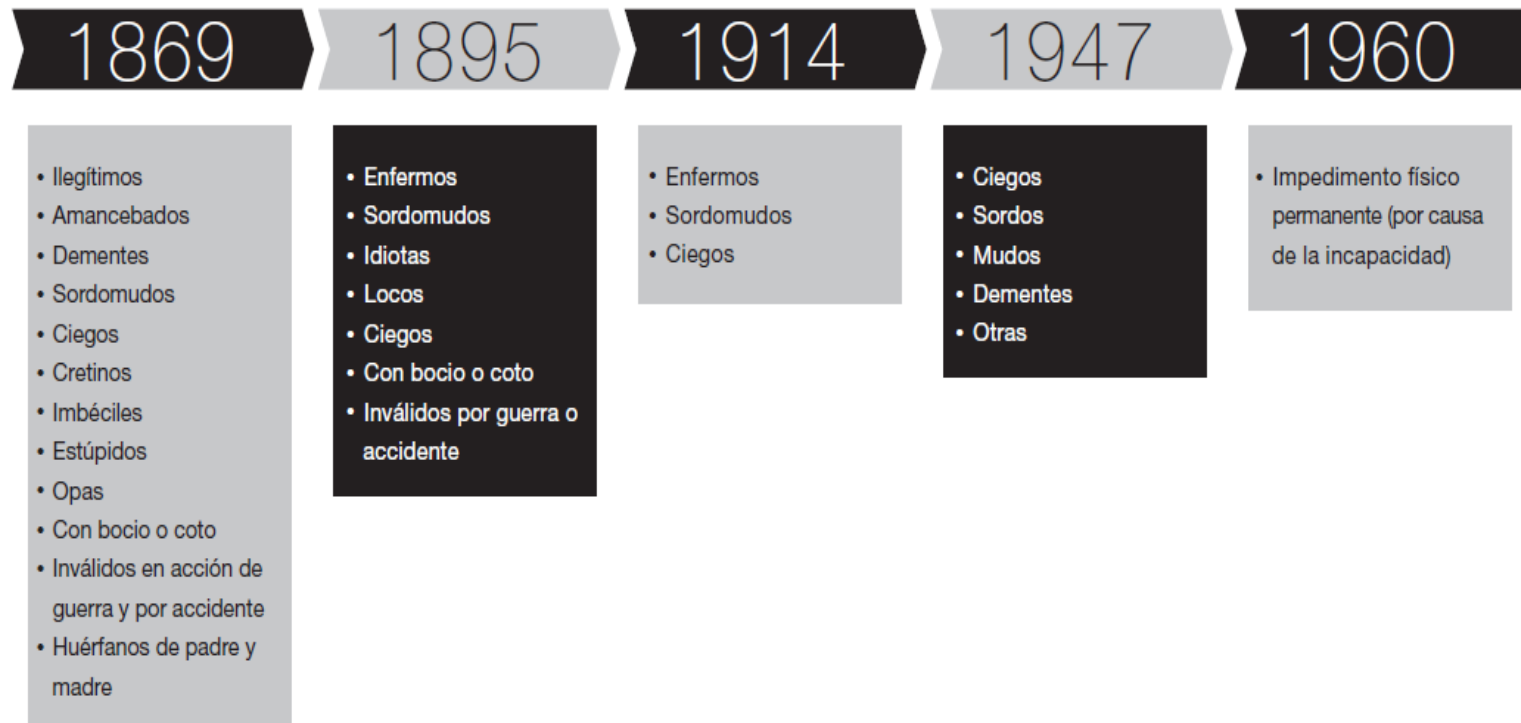 1869
1895
1914
1947
1960
• Ilegítimos
• Amancebados
• Dementes
• Sordomudos
• Ciegos
• Cretinos
• Imbéciles
• Estúpidos
• Opas
• Con bocio o coto
• Inválidos en acción de
guerra y por accidente
• Huérfanos de padre y
madre
• Enfermos
• Sordomudos
• Idiotas
• Locos
• Ciegos
• Con bocio o coto
• Inválidos por guerra o
accidente
• Enfermos
• Sordomudos
• Ciegos
• Ciegos
• Sordos
• Mudos
• Dementes
• Otras
• Impedimento físico
permanente (por causa
de la incapacidad)